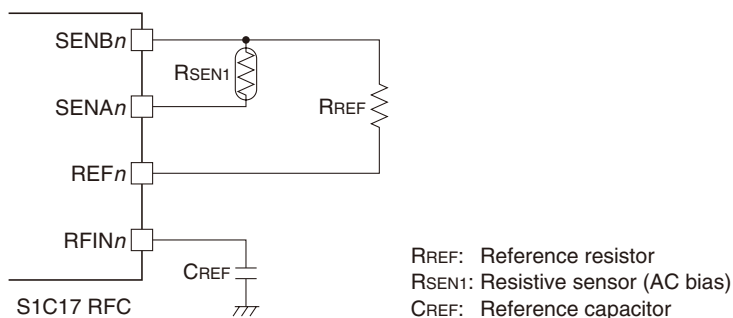 SENBn
RSEN1
SENAn
RREF
REFn
RFINn
CREF
S1C17 RFC
RREF: Reference resistor
RSEN1: Resistive sensor (AC bias)
CREF: Reference capacitor